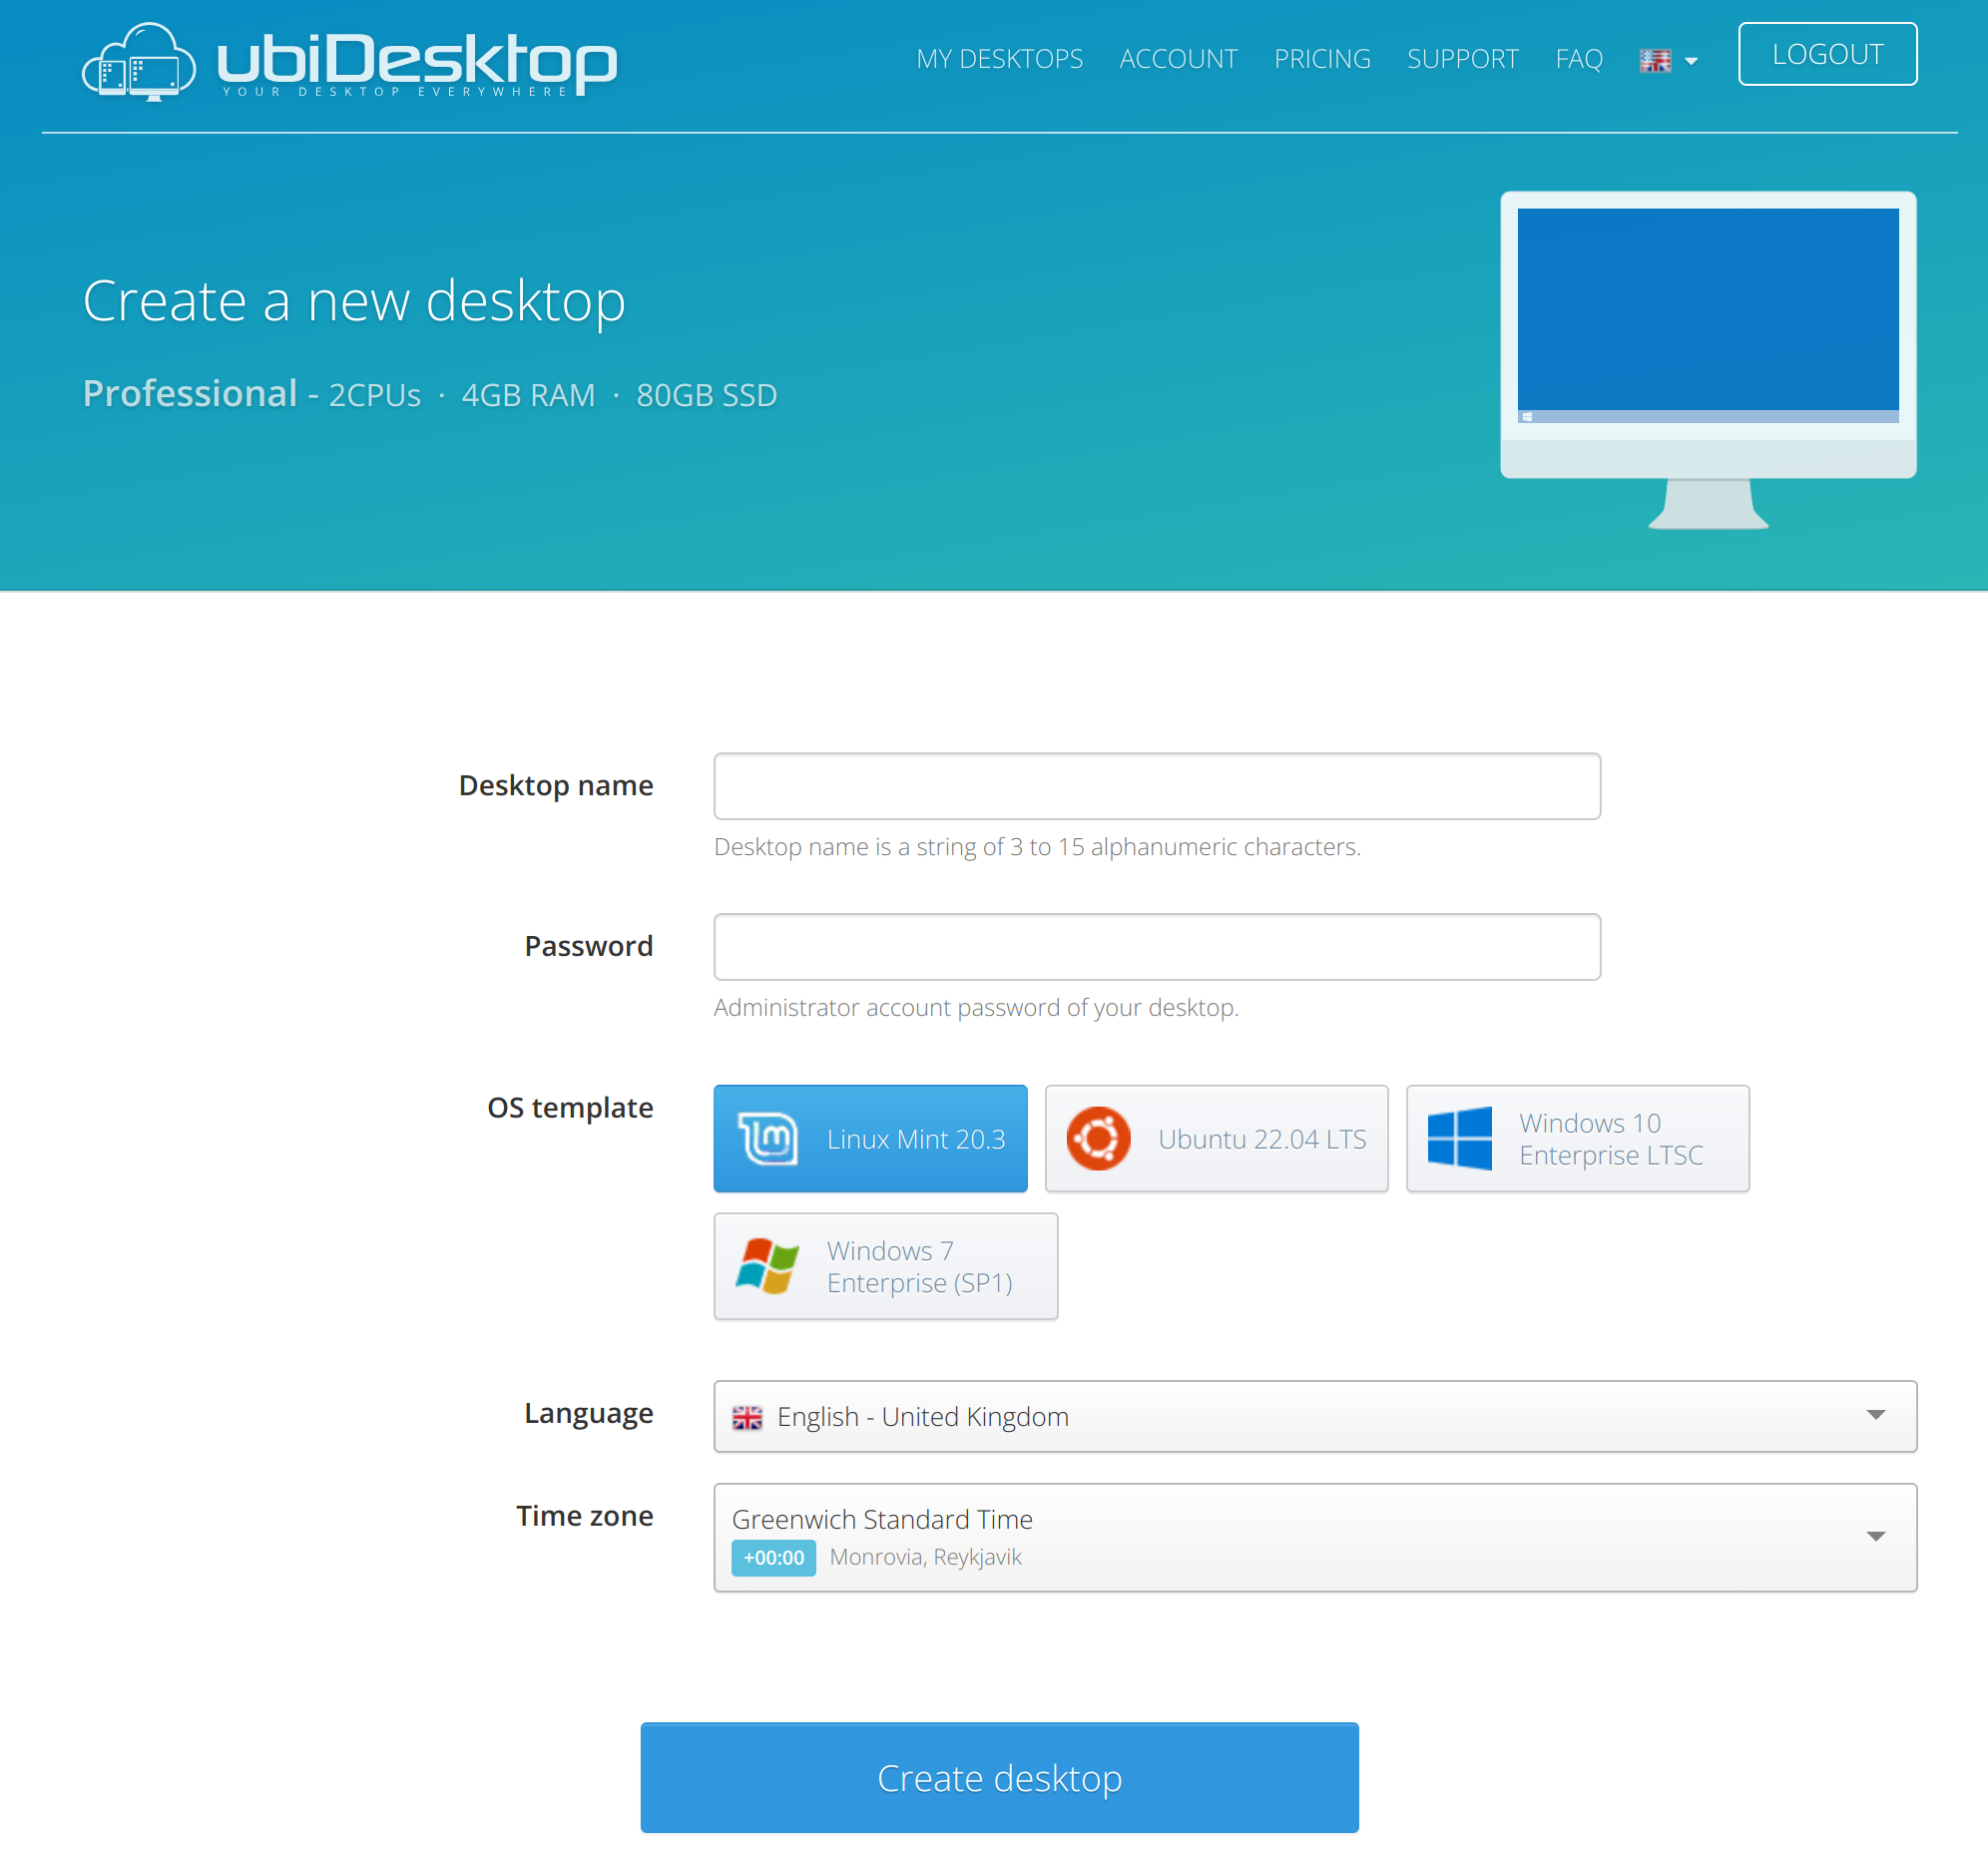 ubiDesktop
YOUR DESKTOP EVERYWHERE
MY DESKTOPS ACCOUNT PRICING SUPPORT FAQ LOGOUT
Create a new desktop
Professional - 2CPUs · 4GB RAM · 80GB SSD
Desktop name
Desktop name is a string of 3 to 15 alphanumeric characters.
Password
Administrator account password of your desktop.
OS template
Linux Mint 20.3
Ubuntu 22.04 LTS
Windows 10
Enterprise LTSC
Windows 7
Enterprise (SP1)
Language
English - United Kingdom
Time zone
Greenwich Standard Time
+00:00 Monrovia, Reykjavik
Create desktop